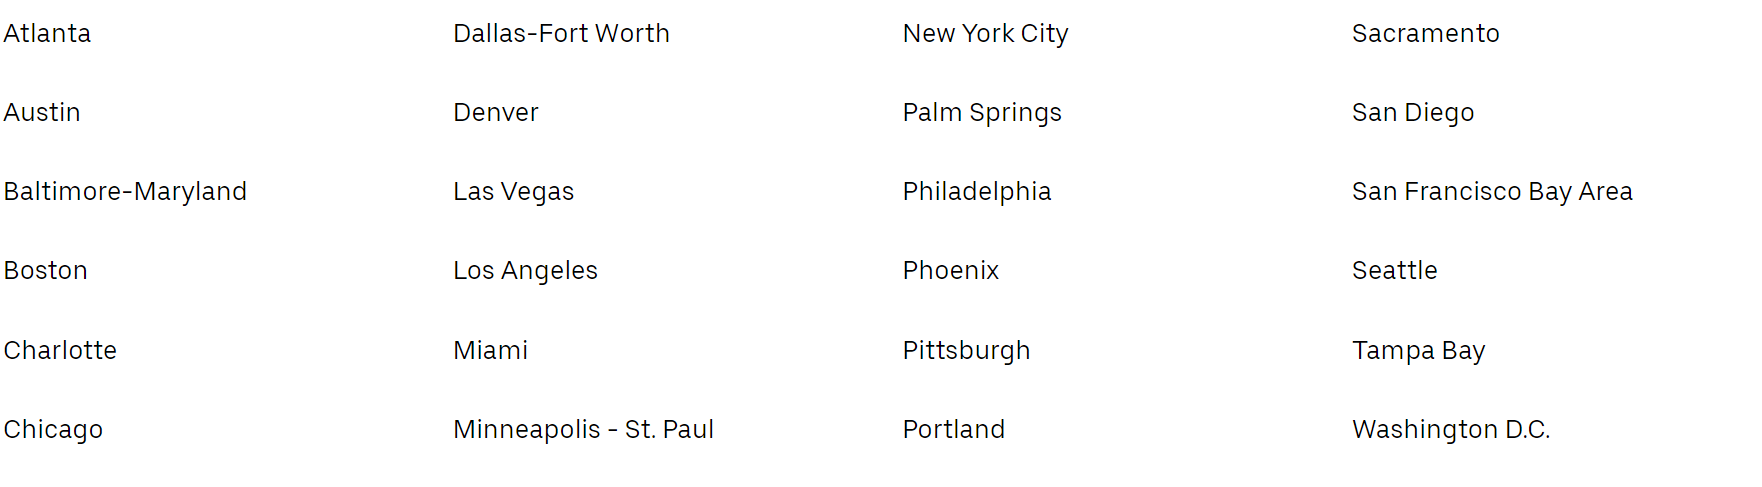 Atlanta
Austin
Baltimore-Maryland
Boston
Charlotte
Chicago
Dallas-Fort Worth
Denver
Las Vegas
Los Angeles
Miami
Minneapolis - St. Paul
New York City
Palm Springs
Philadelphia
Phoenix
Pittsburgh
Portland
Sacramento
San Diego
San Francisco Bay Area
Seattle
Tampa Bay
Washington D.C.